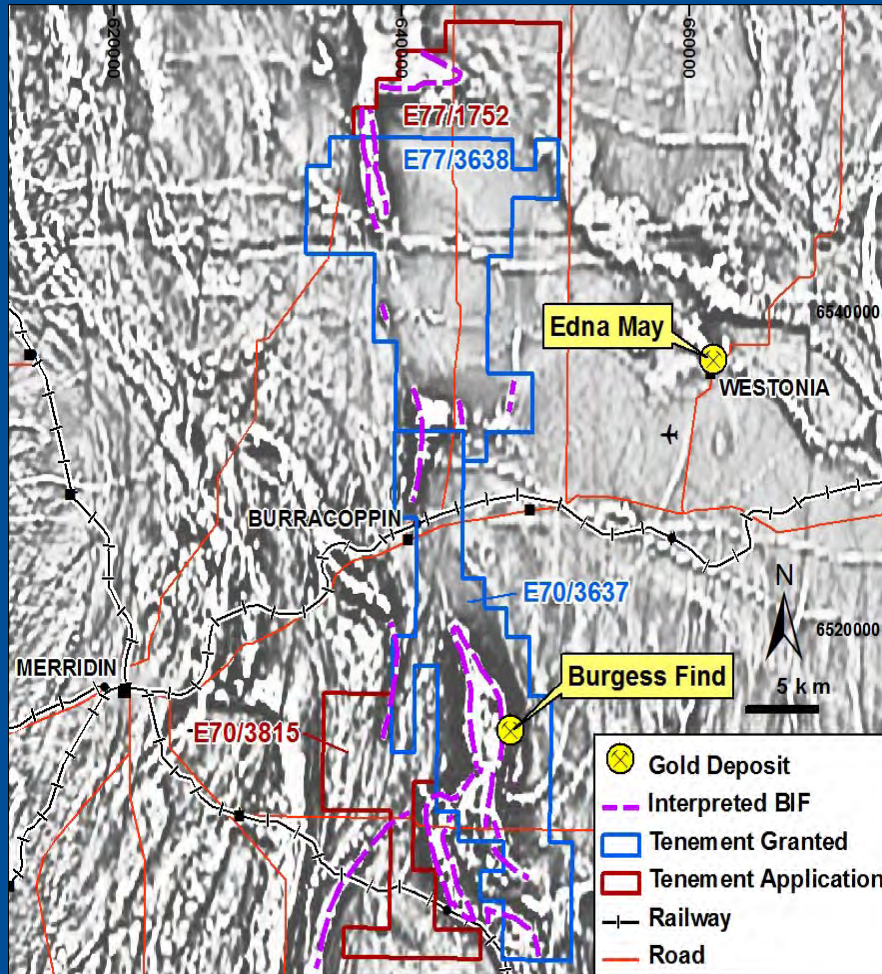 620000
640000
660000
E77/1752
E77/3638
6540000
Edna May
WESTONIA
BURRACOPPIN
N
E70/3637
6520000
MERRIDIN
Burgess Find
5 km
E70/3815
Gold Deposit
Interpreted BIF
Tenement Granted
Tenement Application
Railway
Road